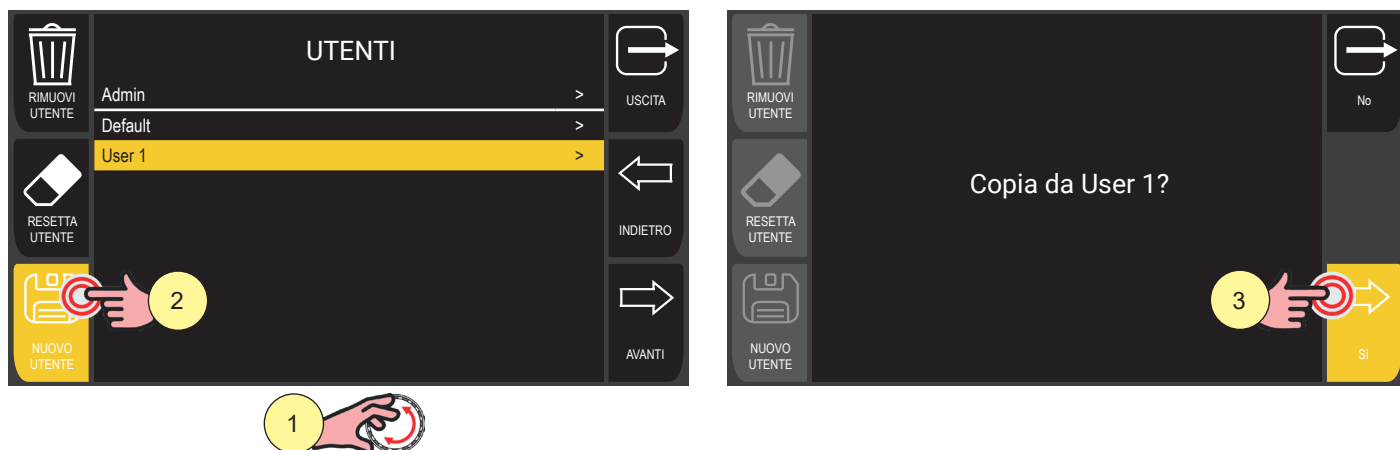 UTENTI
RIMUOVI
UTENTE
Admin >
Default >
User 1 >
USCITA
RESETTA
UTENTE
INDIETRO
2
NUOVO
UTENTE
AVANTI
1
RIMUOVI
UTENTE
No
Copia da User 1?
RESETTA
UTENTE
3
NUOVO
UTENTE
Sì